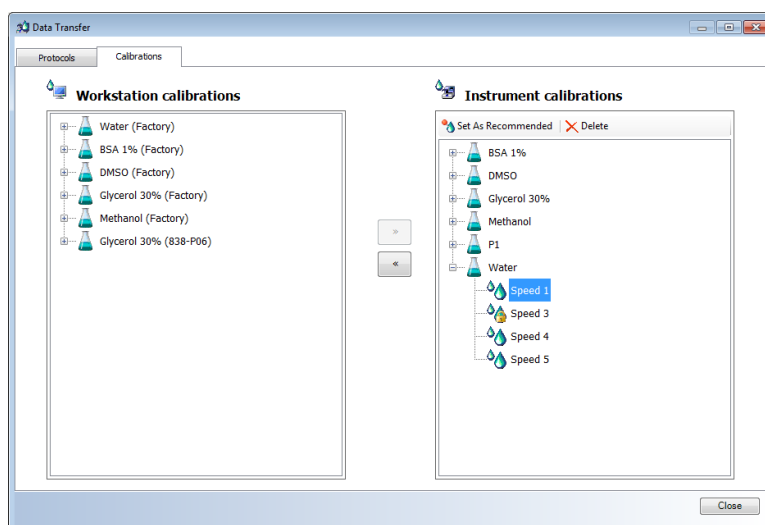 Data Transfer
Protocols
Calibrations
Workstation calibrations
Water (Factory)
BSA 1% (Factory)
DMSO (Factory)
Glycerol 30% (Factory)
Methanol (Factory)
Glycerol 30% (838-P06)
»
«
Instrument calibrations
Set As Recommended
Delete
BSA 1%
DMSO
Glycerol 30%
Methanol
P1
Water
Speed 1
Speed 3
Speed 4
Speed 5
Close